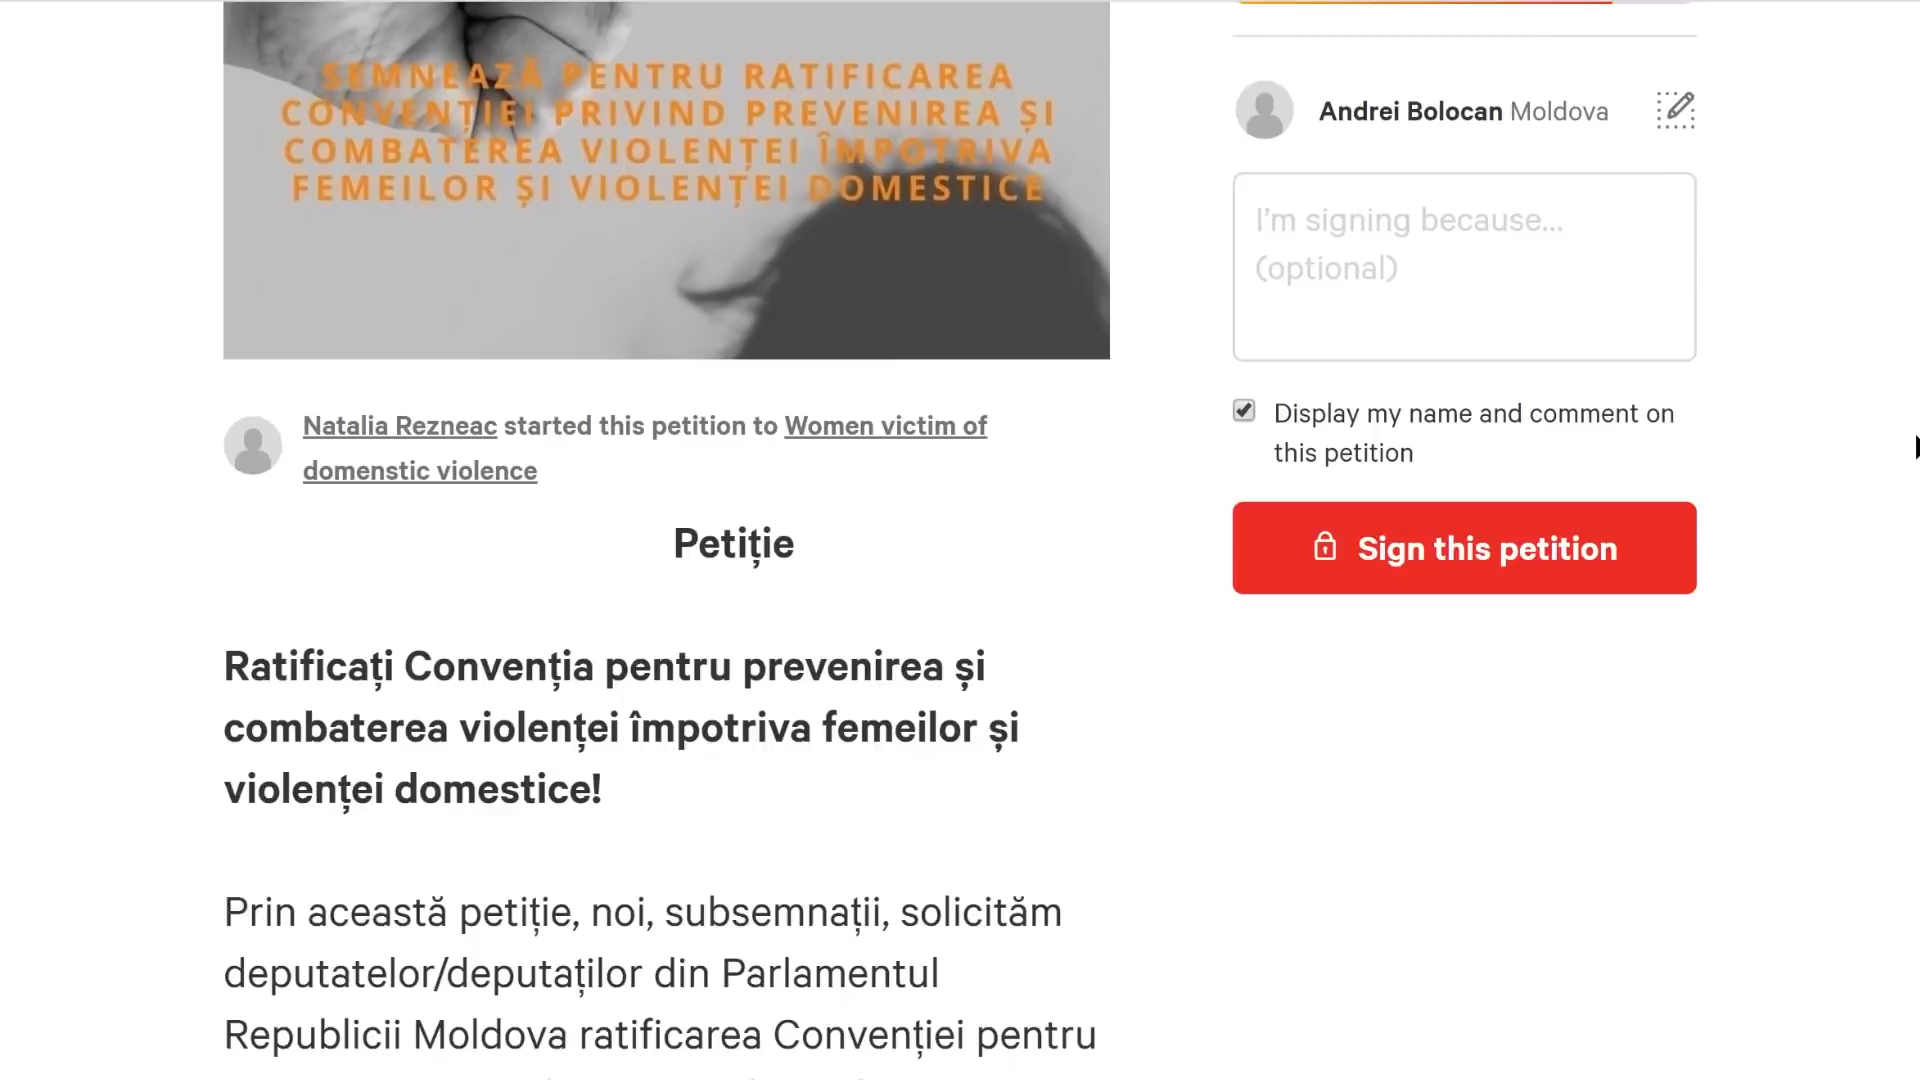 SEMNEAZĂ PENTRU RATIFICAREA
CONVENȚIEI PRIVIND PREVENIREA ȘI
COMBATEREA VIOLENȚEI ÎMPOTRIVA
FEMEILOR ȘI VIOLENȚEI DOMESTICE
Natalia Rezneac started this petition to Women victim of
domenstic violence
Petiție
Ratificați Convenția pentru prevenirea și
combaterea violenței împotriva femeilor și
violenței domestice!
Prin această petiție, noi, subsemnații, solicităm
deputatelor/deputaților din Parlamentul
Republicii Moldova ratificarea Convenției pentru
Andrei Bolocan Moldova
I'm signing because...
(optional)
Display my name and comment on
this petition
Sign this petition